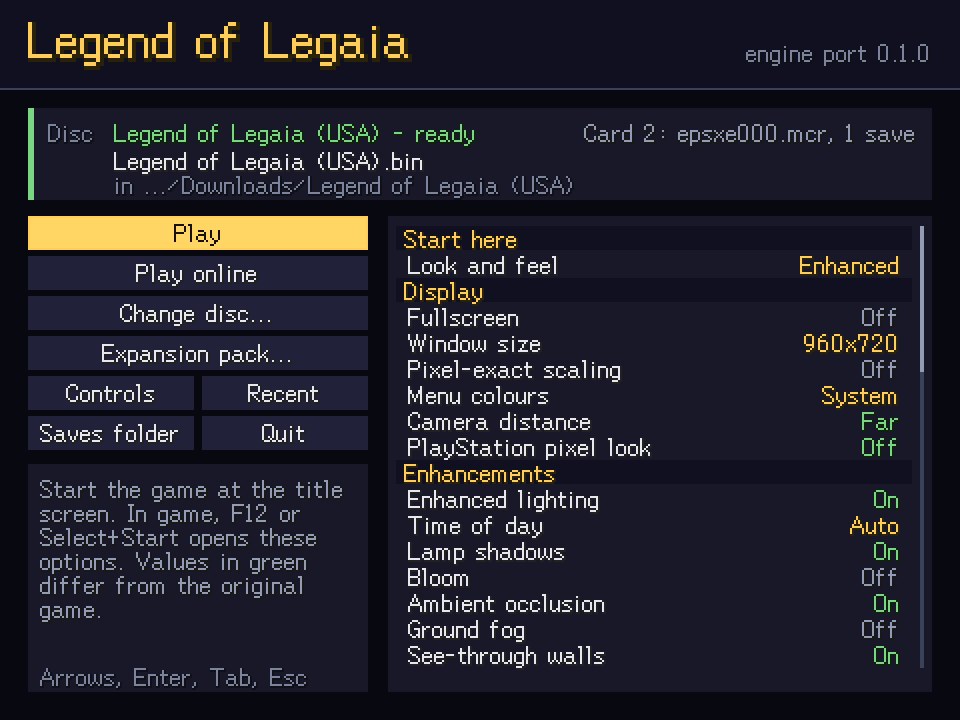 Legend of Legaia
engine port 0.1.0
Disc Legend of Legaia (USA) - ready Card 2: epsxe000.mcr, 1 save
Legend of Legaia (USA).bin
in .../Downloads/Legend of Legaia (USA)
Play
Play online
Change disc...
Expansion pack...
Controls Recent
Saves folder Quit
Start the game at the title
screen. In game, F12 or
Select+Start opens these
options. Values in green
differ from the original
game.
Arrows, Enter, Tab, Esc
Start here
Look and feel Enhanced
Display
Fullscreen Off
Window size 960x720
Pixel-exact scaling Off
Menu colours System
Camera distance Far
PlayStation pixel look Off
Enhancements
Enhanced lighting On
Time of day Auto
Lamp shadows On
Bloom Off
Ambient occlusion On
Ground fog Off
See-through walls On